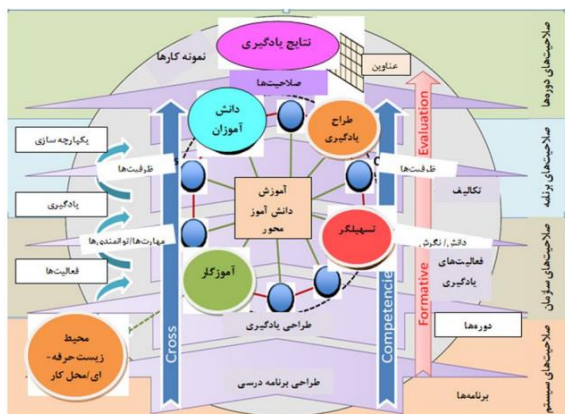 نتایج یادگیری
نمونه کارها
عناوین
صلاحیت‌ها
صلاحیت‌های دوره‌ها
دانش
آموزان
طراح
یادگیری
Evaluation
یکپارچه سازی
ظرفیت‌ها
ظرفیت‌ها
صلاحیت‌های برنامه
یادگیری
آموزش
دانش آموز
محور
تکالیف
مهارت‌ها/توانمندی‌ها
تسهیلگر
دانش/نگرش
فعالیت‌ها
آموزگار
فعالیت‌های
یادگیری
صلاحیت‌های سازمان
Cross
Competencie
Formative
طراحی یادگیری
دوره‌ها
محیط
زیست حرفه-
ای/محل کار
طراحی برنامه درسی
برنامه‌ها
صلاحیت‌های سیستم